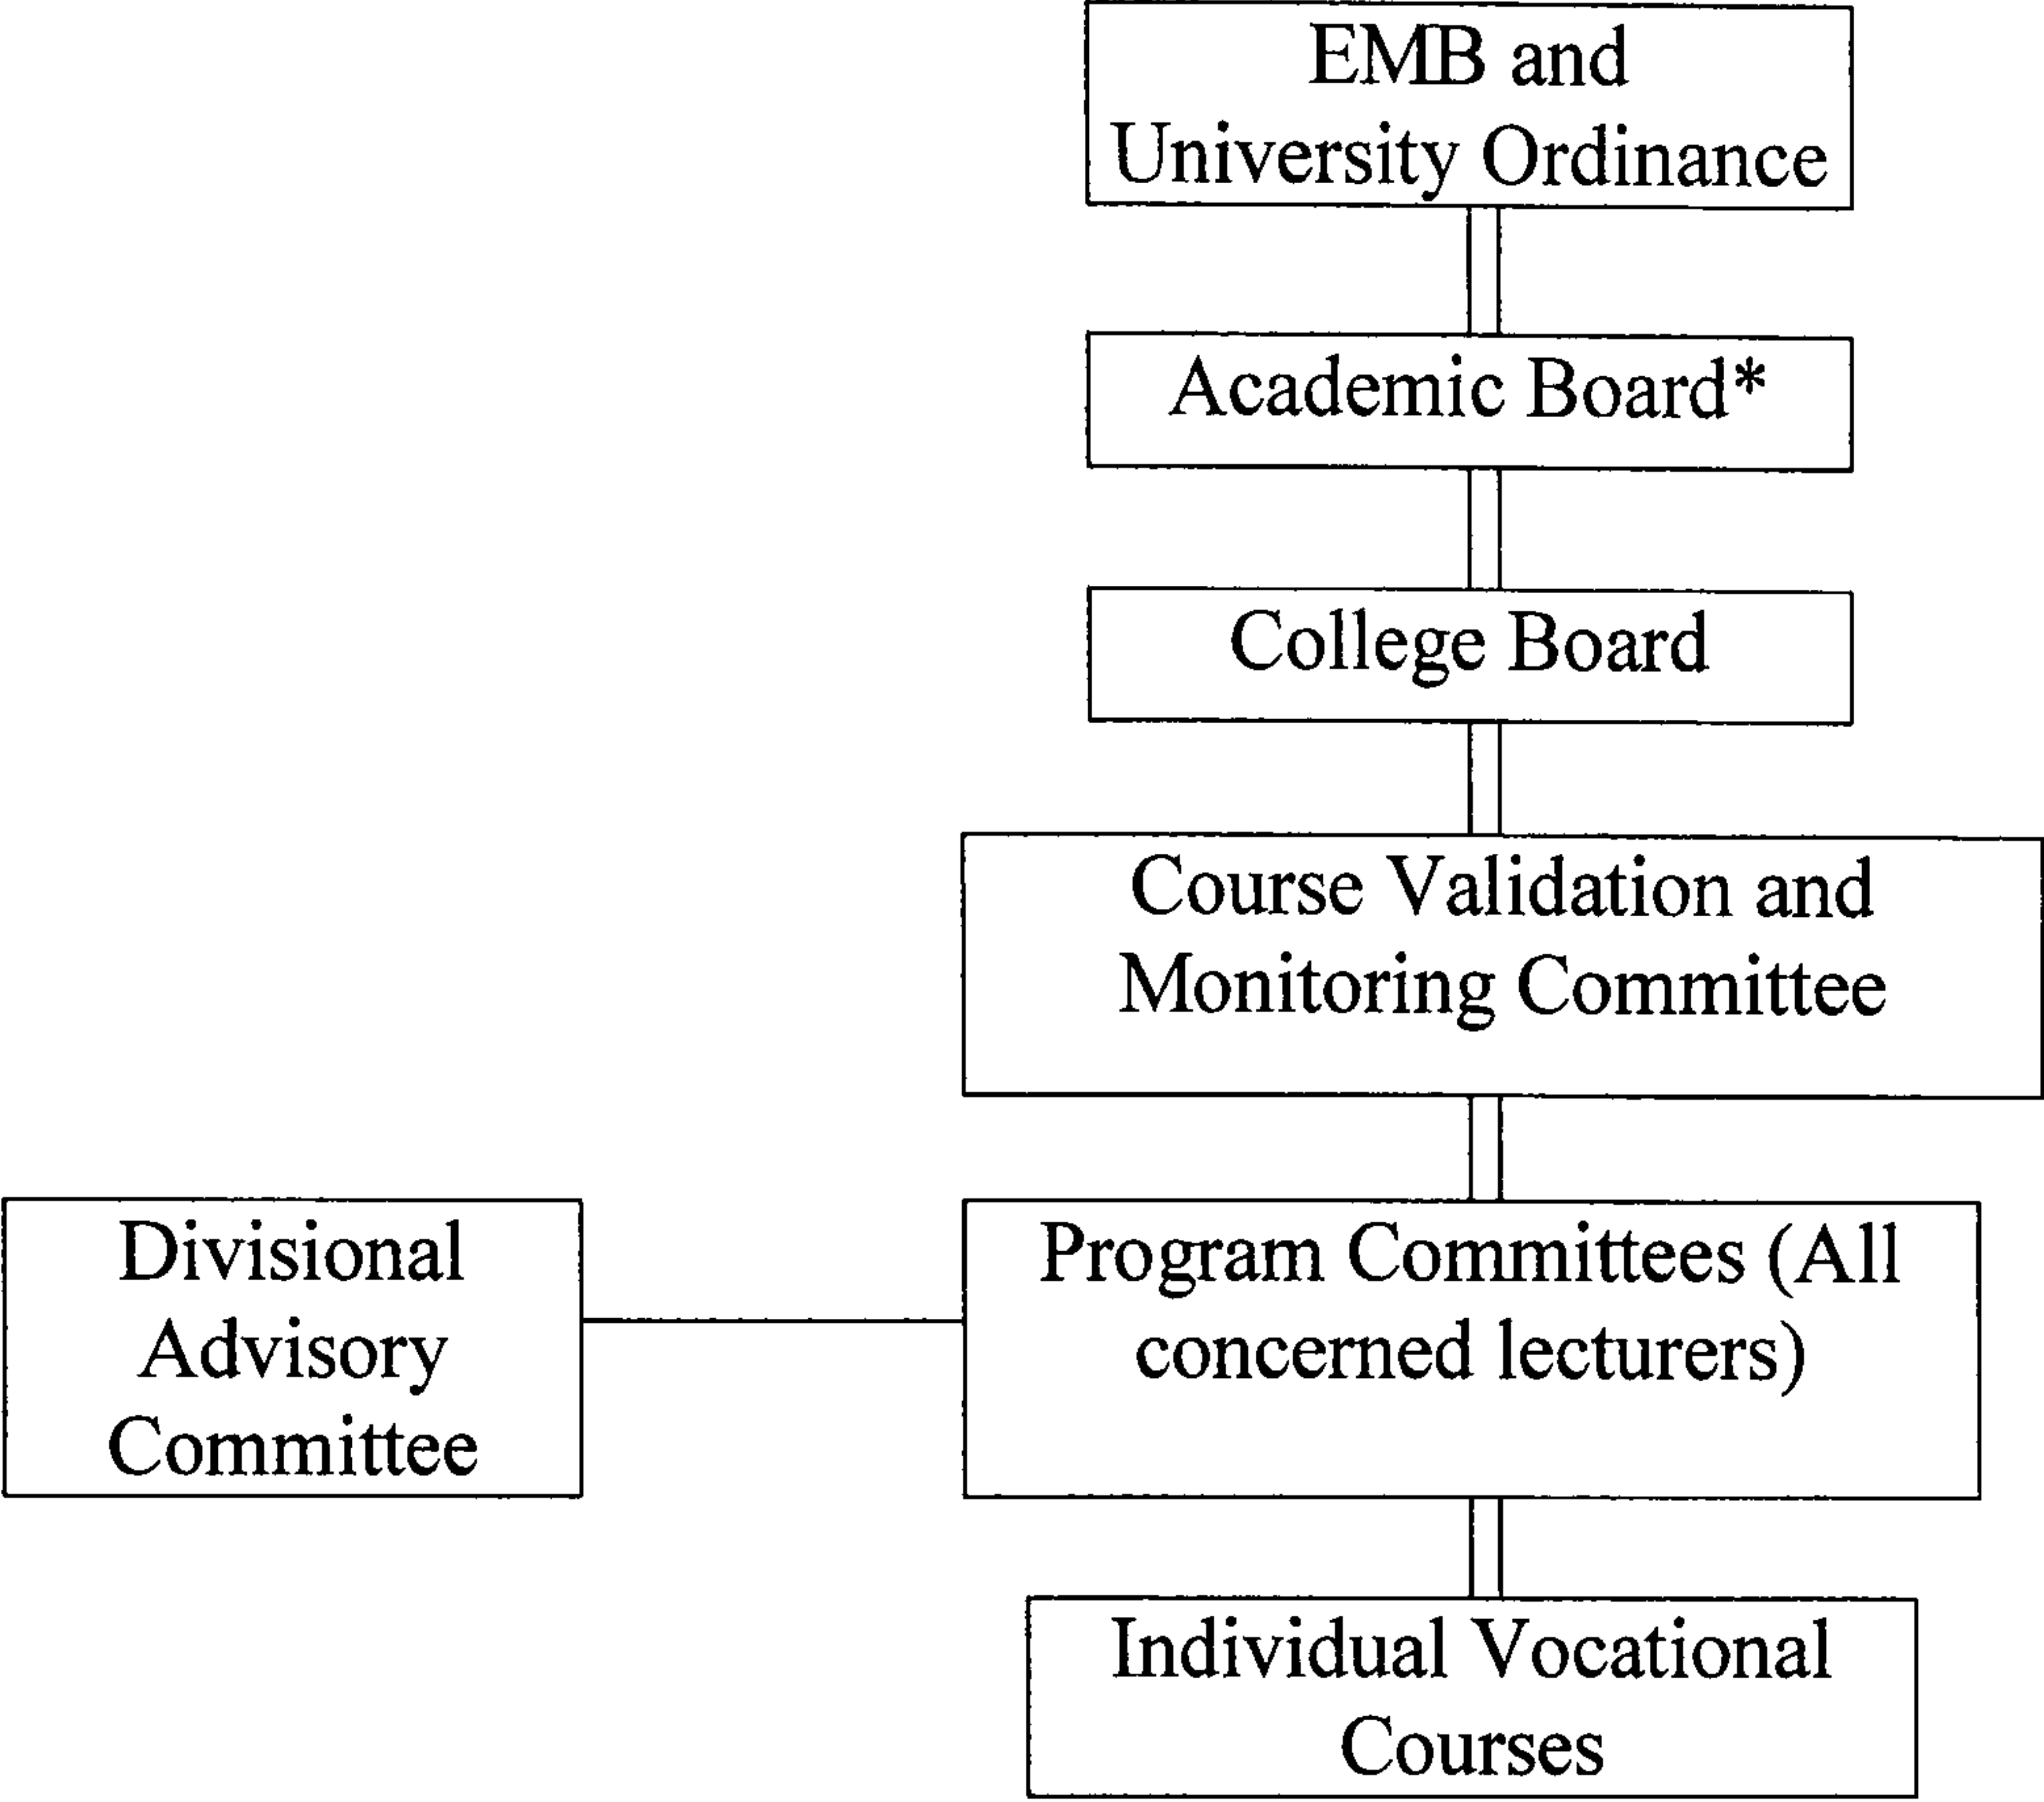 EMB and
University Ordinance
Academic Board*
College Board
Course Validation and
Monitoring Committee
Divisional
Advisory
Committee
Program Committees (All
concerned lecturers)
Individual Vocational
Courses